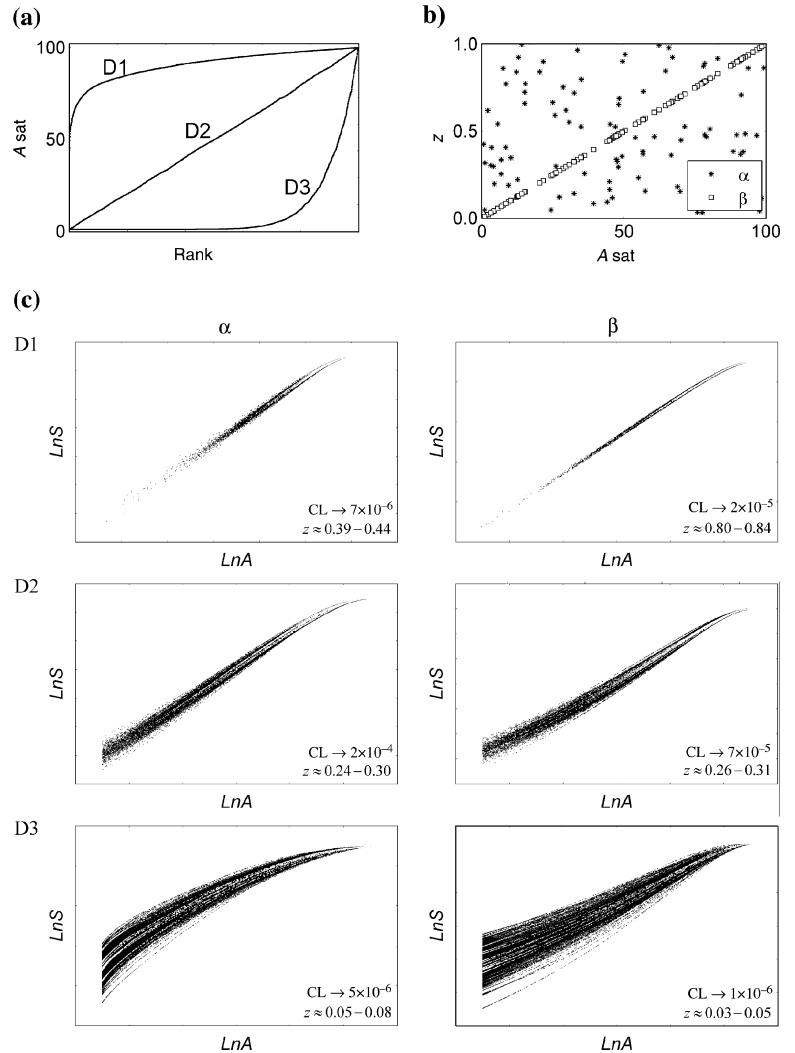 (a)
100
50
0
A sat
Rank
D1
D2
D3
(b)
1.0
0.5
0.0
z
0
50
100
A sat
α
β
(c)
α
β
D1
LnS
CL → 7×10⁻⁶
z ≈ 0.39 – 0.44
LnA
LnS
CL → 2×10⁻⁵
z ≈ 0.80 – 0.84
LnA
D2
LnS
CL → 2×10⁻⁴
z ≈ 0.24 – 0.30
LnA
LnS
CL → 7×10⁻⁵
z ≈ 0.26 – 0.31
LnA
D3
LnS
CL → 5×10⁻⁶
z ≈ 0.05 – 0.08
LnA
LnS
CL → 1×10⁻⁶
z ≈ 0.03 – 0.05
LnA